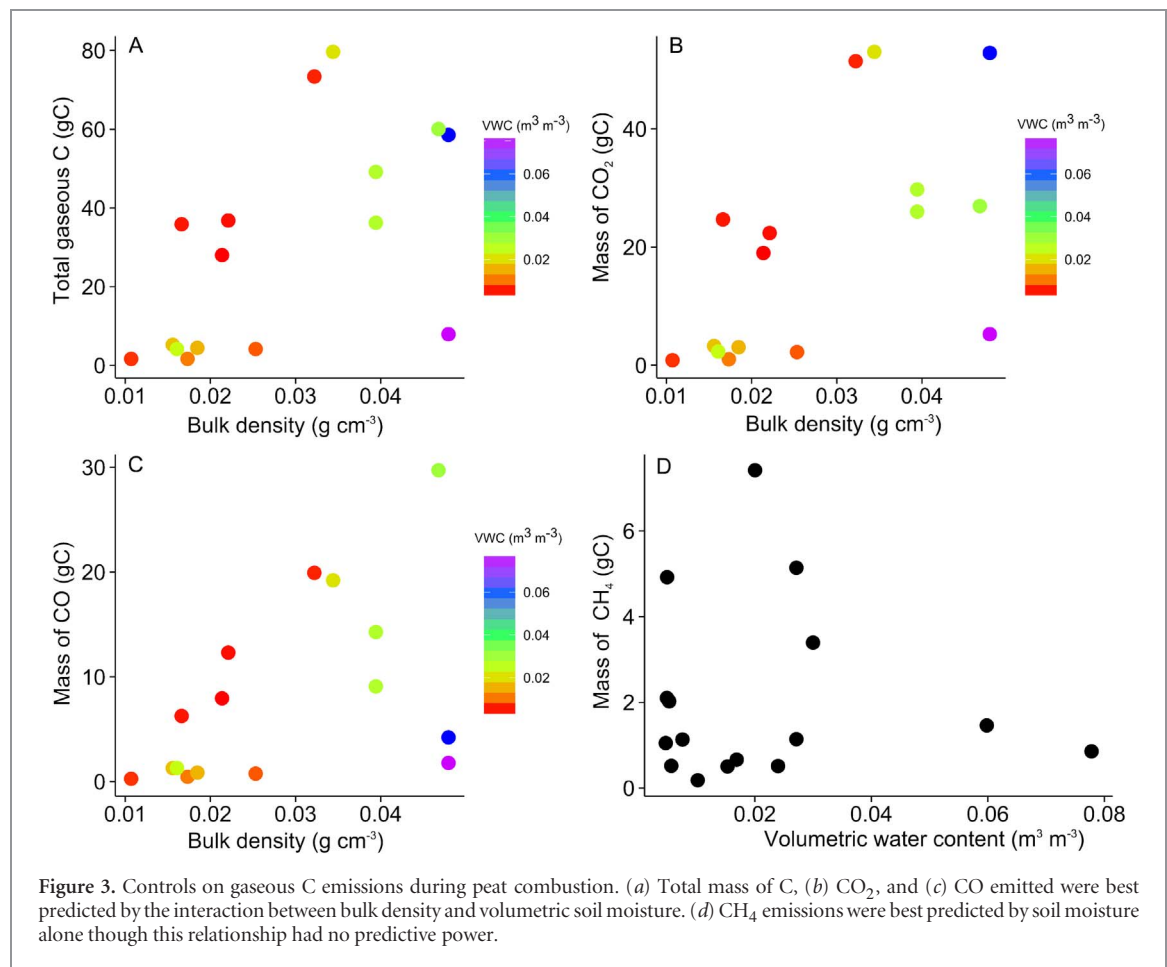 A
80
60
40
20
0
Total gaseous C (gC)
0.01 0.02 0.03 0.04
Bulk density (g cm⁻³)
VWC (m³ m⁻³)
0.06
0.04
0.02
B
40
20
0
Mass of CO₂ (gC)
0.01 0.02 0.03 0.04
Bulk density (g cm⁻³)
VWC (m³ m⁻³)
0.06
0.04
0.02
C
30
20
10
0
Mass of CO (gC)
0.01 0.02 0.03 0.04
Bulk density (g cm⁻³)
VWC (m³ m⁻³)
0.06
0.04
0.02
D
6
4
2
0
Mass of CH₄ (gC)
0.02 0.04 0.06 0.08
Volumetric water content (m³ m⁻³)
Figure 3. Controls on gaseous C emissions during peat combustion. (a) Total mass of C, (b) CO₂, and (c) CO emitted were best
predicted by the interaction between bulk density and volumetric soil moisture. (d) CH₄ emissions were best predicted by soil moisture
alone though this relationship had no predictive power.